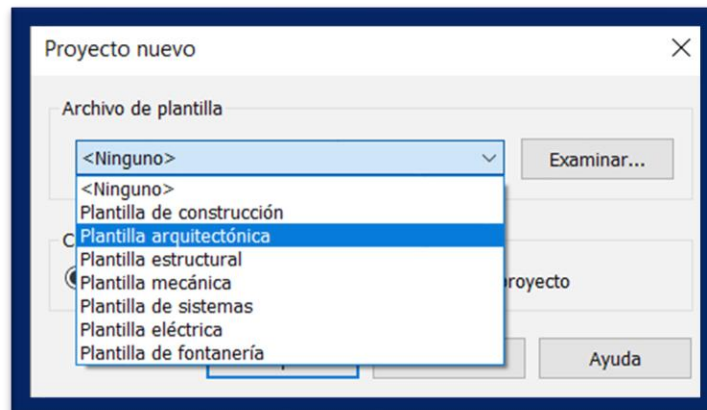 Proyecto nuevo
Archivo de plantilla
<Ninguno>
Examinar...
<Ninguno>
Plantilla de construcción
Plantilla arquitectónica
Plantilla estructural
Plantilla mecánica
Plantilla de sistemas
Plantilla eléctrica
Plantilla de fontanería
Ayuda